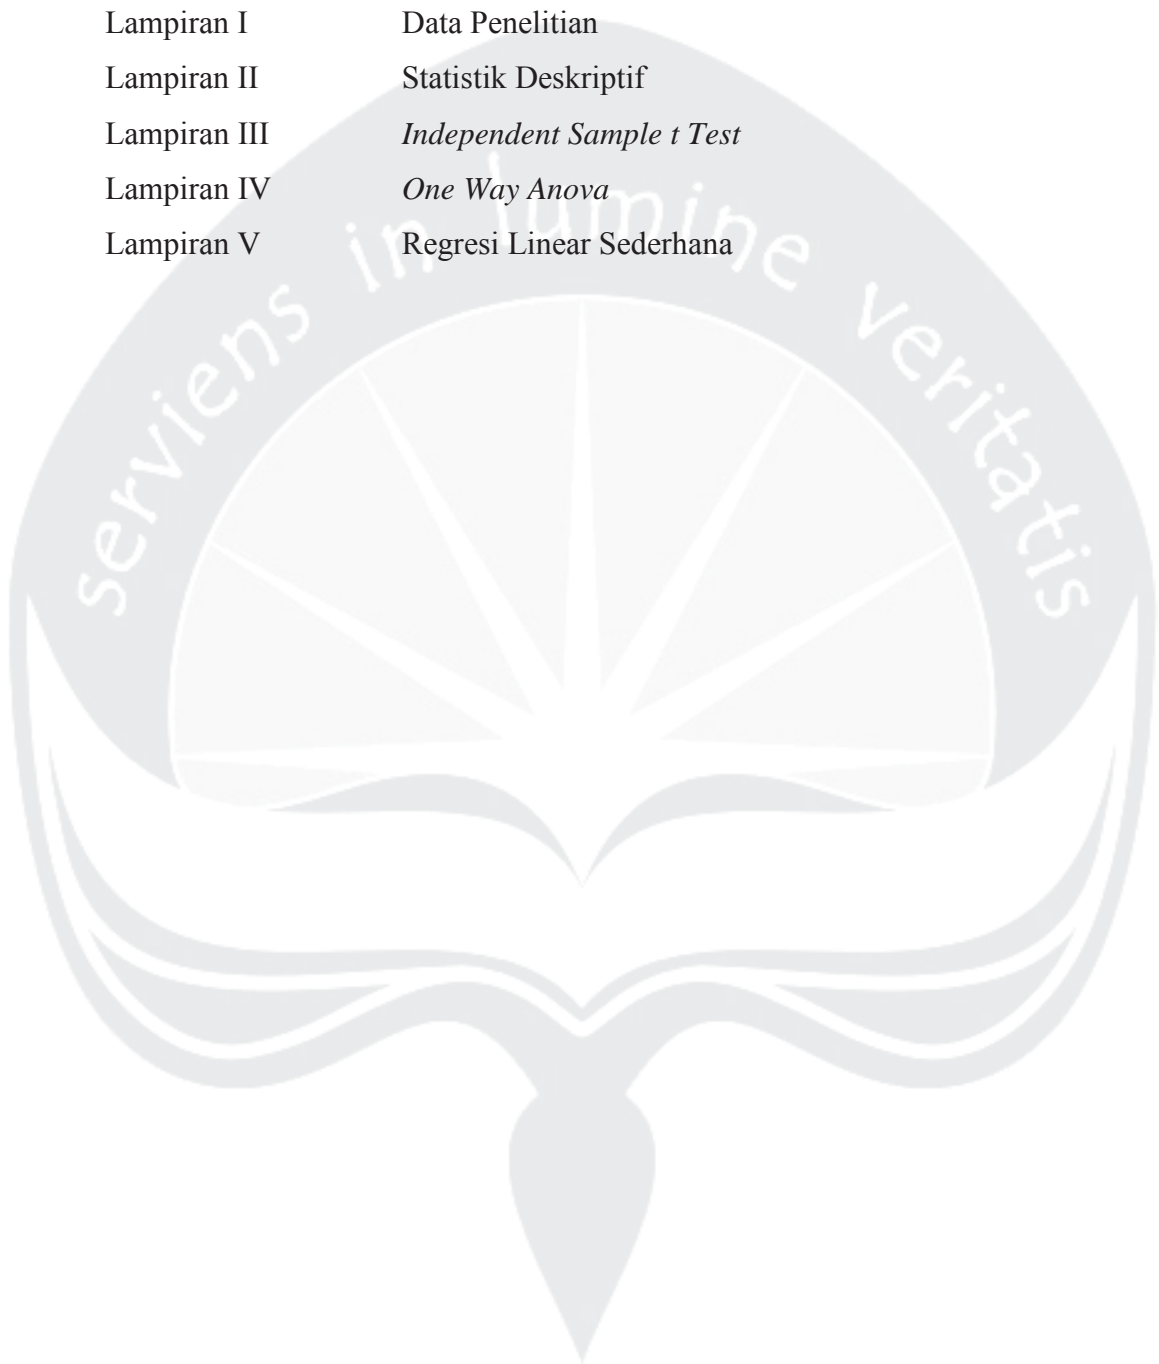 Lampiran I Data Penelitian
Lampiran II Statistik Deskriptif
Lampiran III Independent Sample t Test
Lampiran IV One Way Anova
Lampiran V Regresi Linear Sederhana
serviens in lumine veritatis